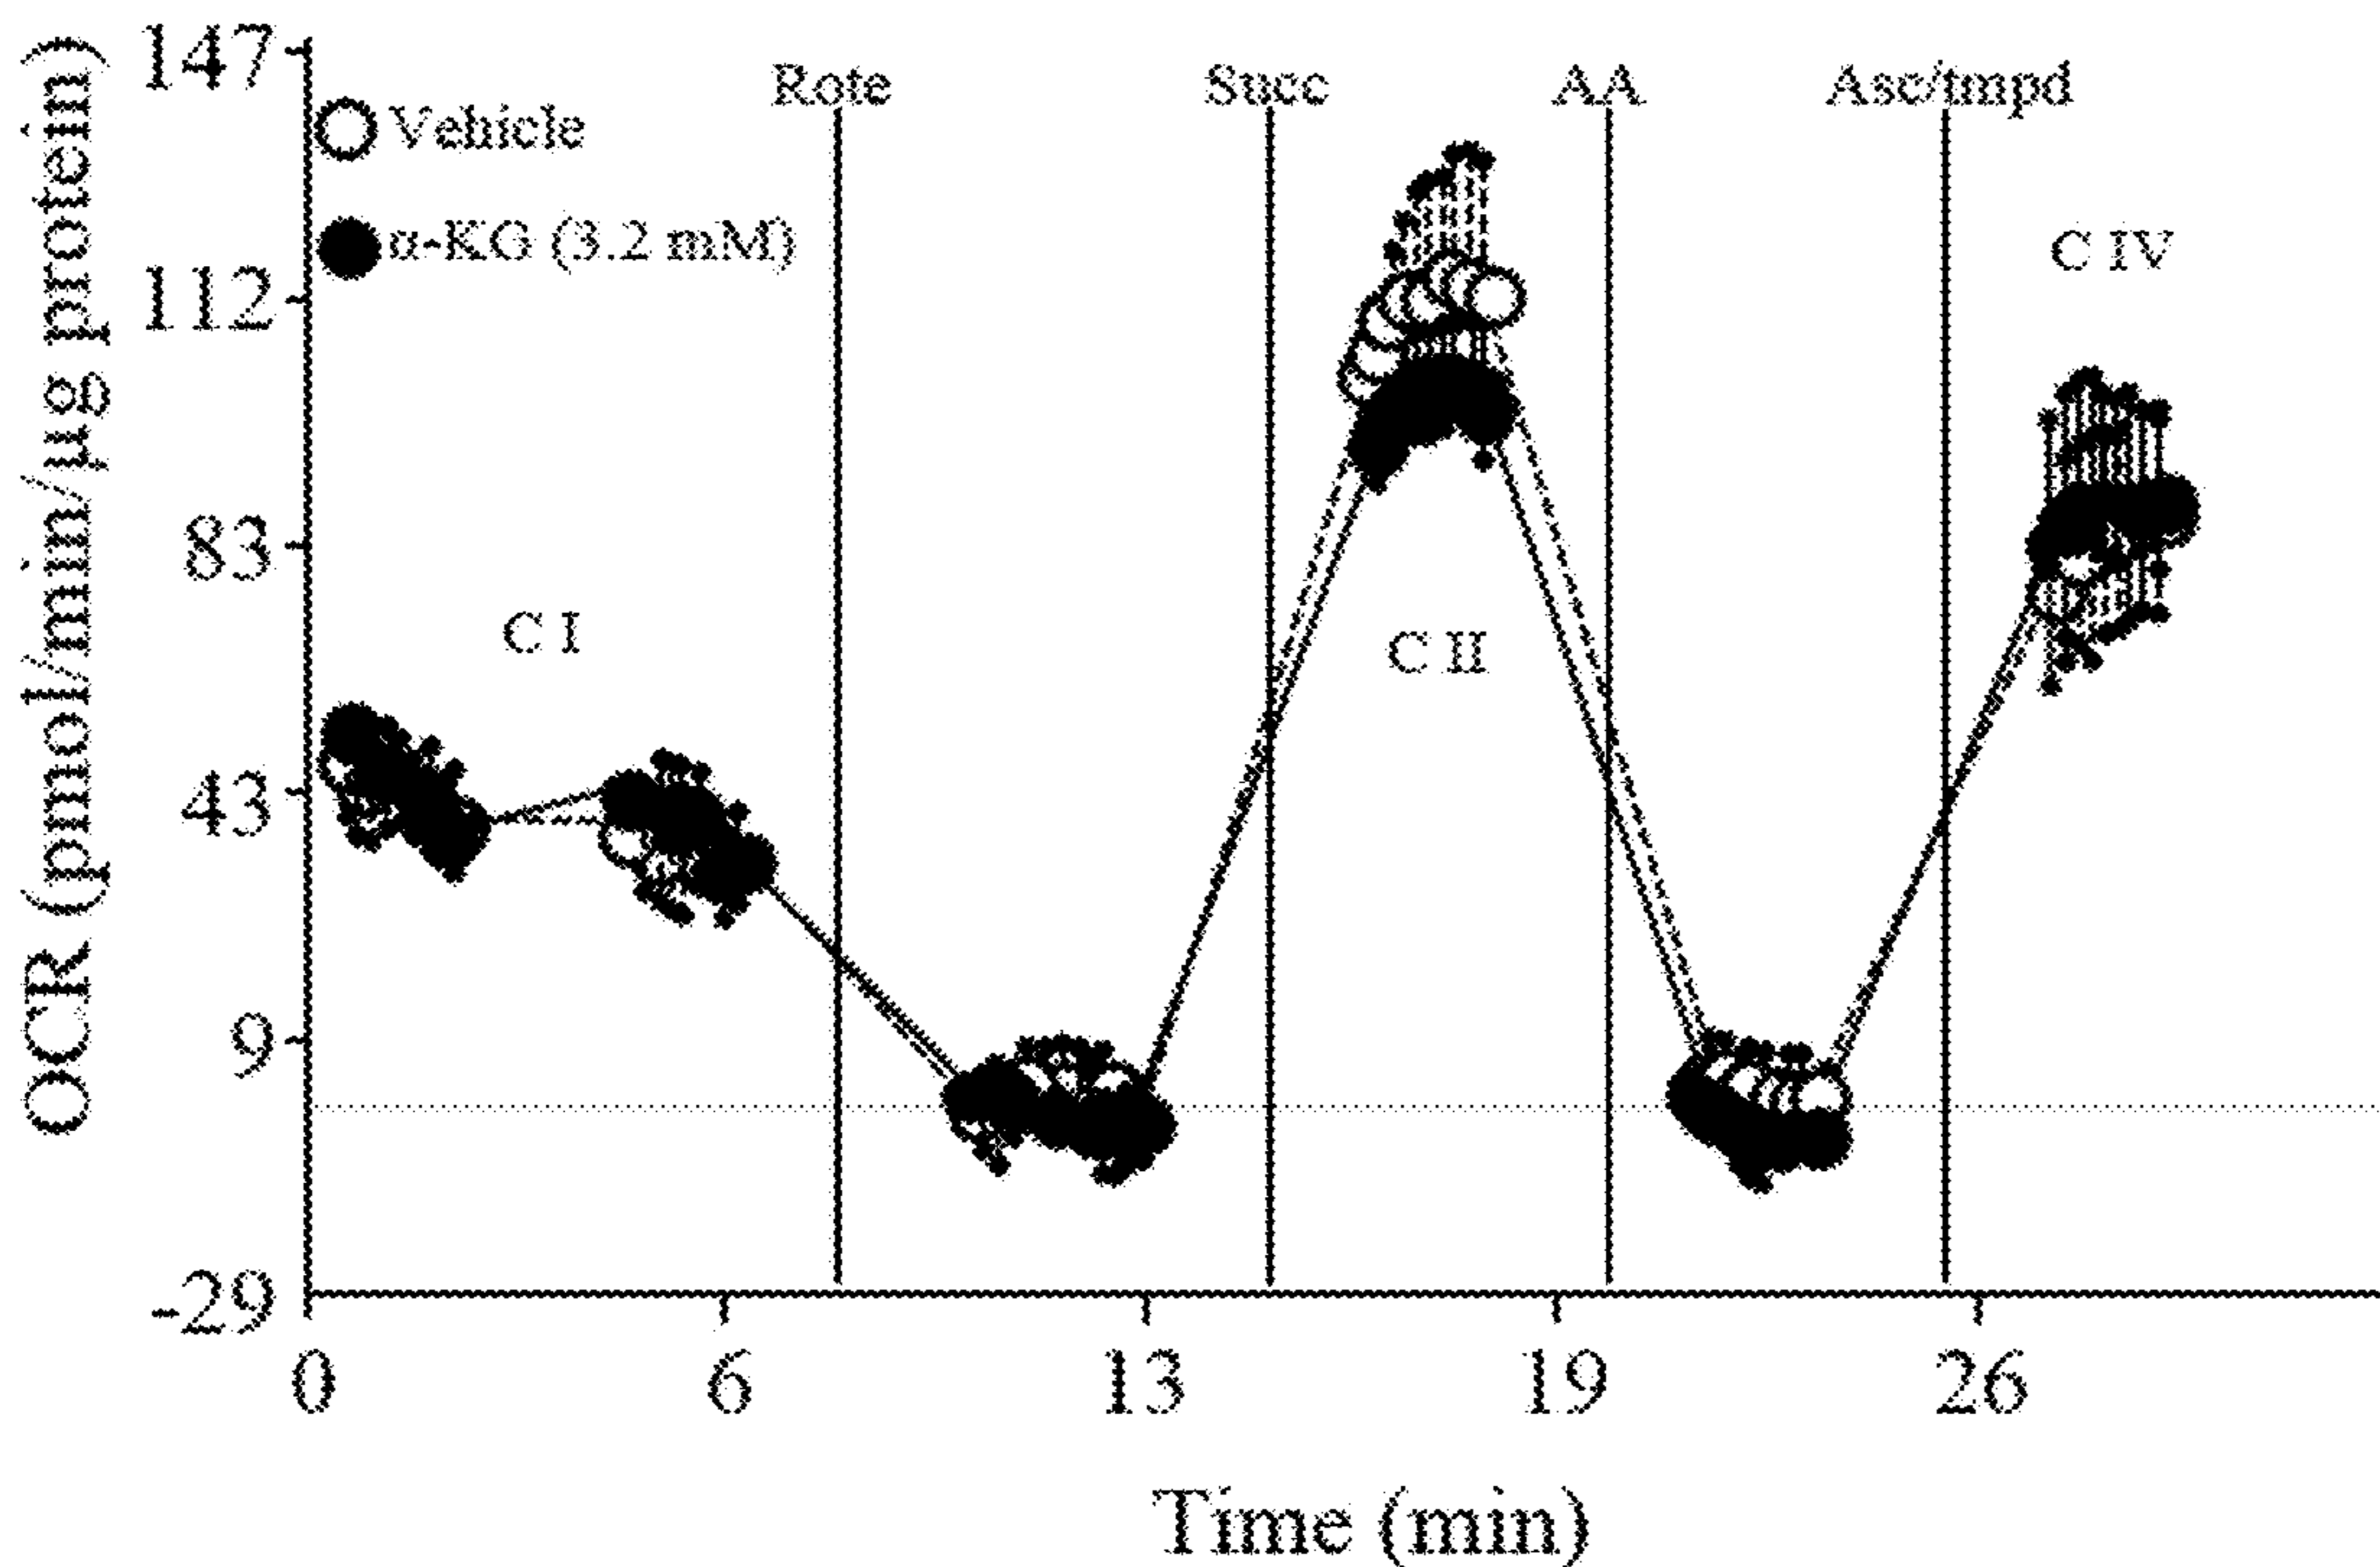 OCR (pmol/min/µg protein)
147
112
83
43
9
-29
Vehicle
α-KG (3.2 mM)
Rote
Succ
AA
Asc/tmpd
C I
C II
C IV
0
6
13
19
26
Time (min)